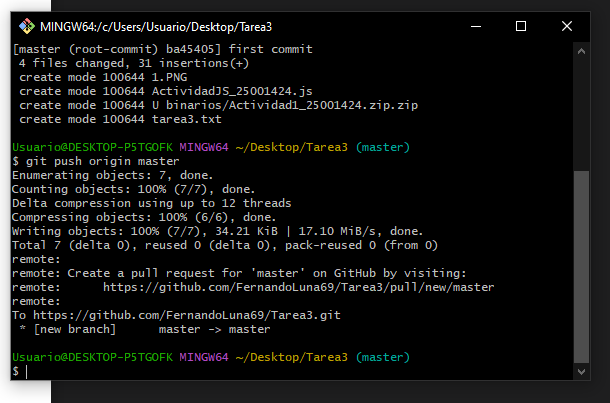 MINGW64:/c/Users/Usuario/Desktop/Tarea3
[master (root-commit) ba45405] first commit
 4 files changed, 31 insertions(+)
 create mode 100644 1.PNG
 create mode 100644 ActividadJS_25001424.js
 create mode 100644 U binarios/Actividad1_25001424.zip.zip
 create mode 100644 tarea3.txt

Usuario@DESKTOP-P5TGOFK MINGW64 ~/Desktop/Tarea3 (master)
$ git push origin master
Enumerating objects: 7, done.
Counting objects: 100% (7/7), done.
Delta compression using up to 12 threads
Compressing objects: 100% (6/6), done.
Writing objects: 100% (7/7), 34.21 KiB | 17.10 MiB/s, done.
Total 7 (delta 0), reused 0 (delta 0), pack-reused 0 (from 0)
remote:
remote: Create a pull request for 'master' on GitHub by visiting:
remote:      https://github.com/FernandoLuna69/Tarea3/pull/new/master
remote:
To https://github.com/FernandoLuna69/Tarea3.git
 * [new branch]      master -> master

Usuario@DESKTOP-P5TGOFK MINGW64 ~/Desktop/Tarea3 (master)
$